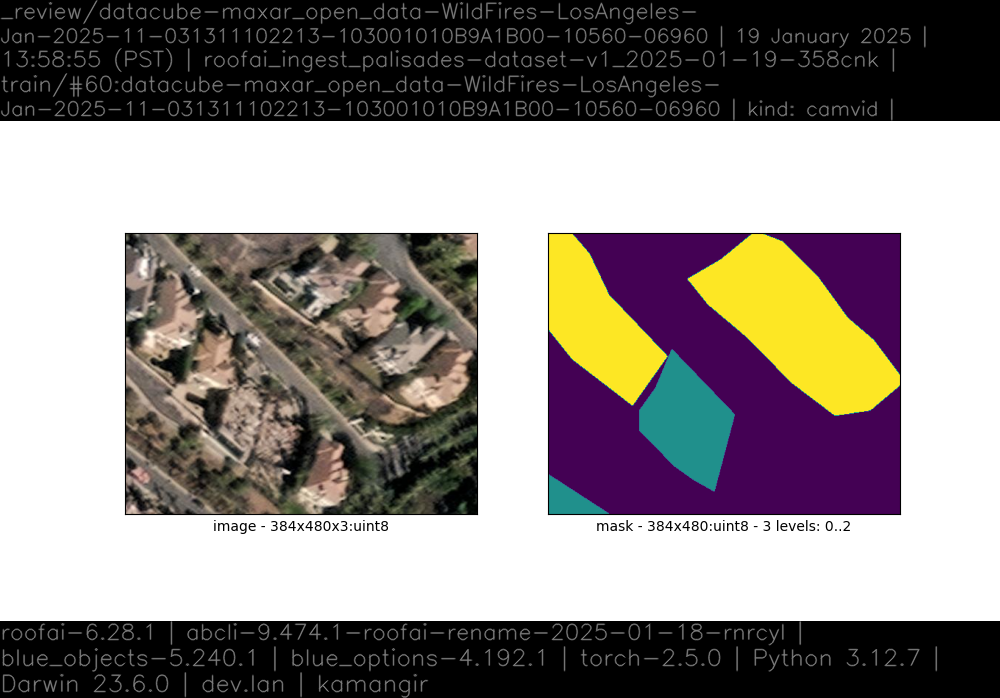 _review/datacube-maxar_open_data-WildFires-LosAngeles-
Jan-2025-11-031311102213-103001010B9A1B00-10560-06960 | 19 January 2025 |
13:58:55 (PST) | roofai_ingest_palisades-dataset-v1_2025-01-19-358cnk |
train/#60:datacube-maxar_open_data-WildFires-LosAngeles-
Jan-2025-11-031311102213-103001010B9A1B00-10560-06960 | kind: camvid |
image - 384x480x3:uint8
mask - 384x480:uint8 - 3 levels: 0..2
roofai-6.28.1 | abcli-9.474.1-roofai-rename-2025-01-18-rnrcyl |
blue_objects-5.240.1 | blue_options-4.192.1 | torch-2.5.0 | Python 3.12.7 |
Darwin 23.6.0 | dev.lan | kamangir